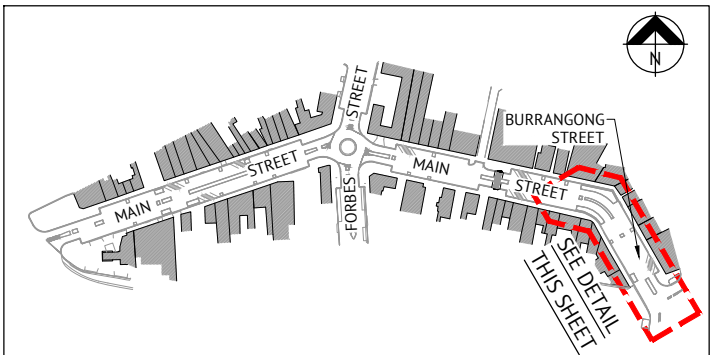 N
STREET
BURRANGONG
STREET
STREET
MAIN
STREET
MAIN
FORBES
SEE DETAIL
THIS SHEET